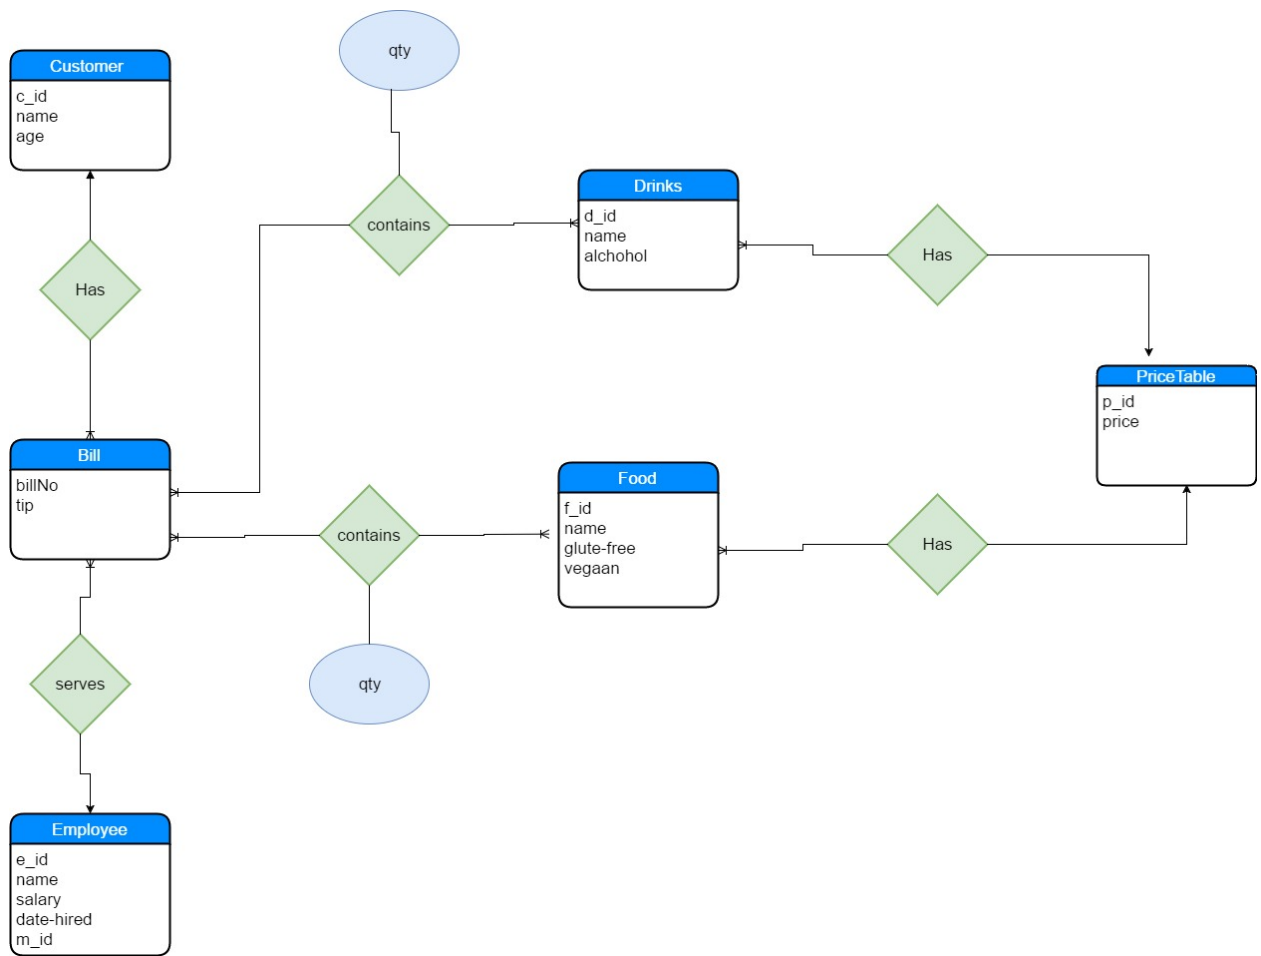 qty
Customer
c_id
name
age
Drinks
d_id
name
alchohol
contains
Has
Has
PriceTable
p_id
price
Bill
billNo
tip
Food
f_id
name
glute-free
vegaan
contains
Has
serves
qty
Employee
e_id
name
salary
date-hired
m_id